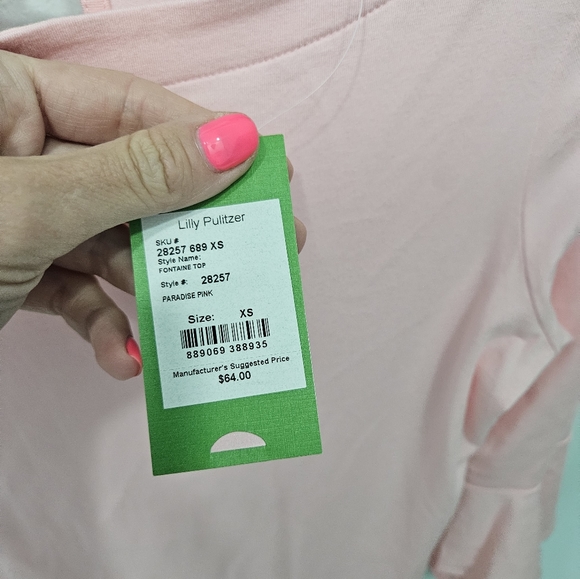 Lilly Pulitzer
SKU #
28257 689 XS
Style Name:
FONTAINE TOP
Style #: 28257
PARADISE PINK
Size: XS
889069 388935
Manufacturer's Suggested Price
$64.00